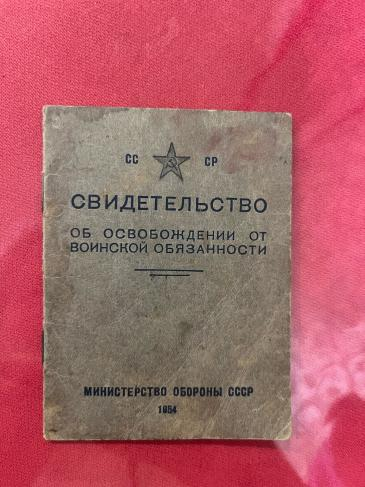 СС СР
СВИДЕТЕЛЬСТВО
ОБ ОСВОБОЖДЕНИИ ОТ
ВОИНСКОЙ ОБЯЗАННОСТИ
МИНИСТЕРСТВО ОБОРОНЫ СССР
1954